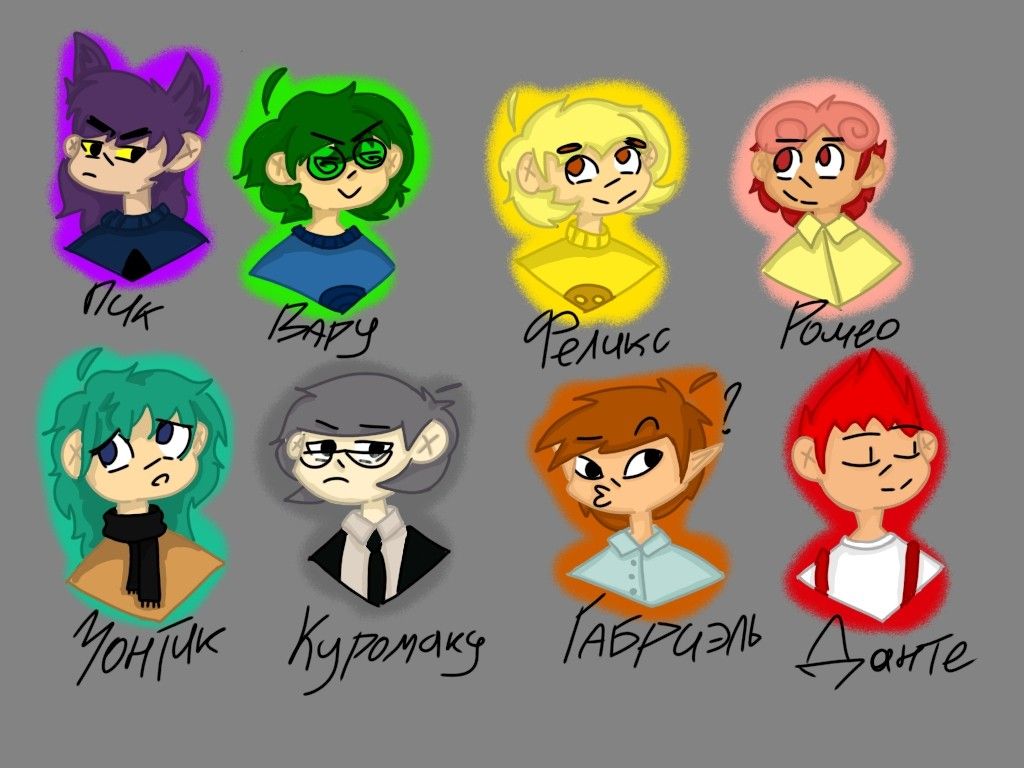 Пик
Вару
Феликс
Ромео
?
Зонтик
Куромаку
Габриэль
Данте